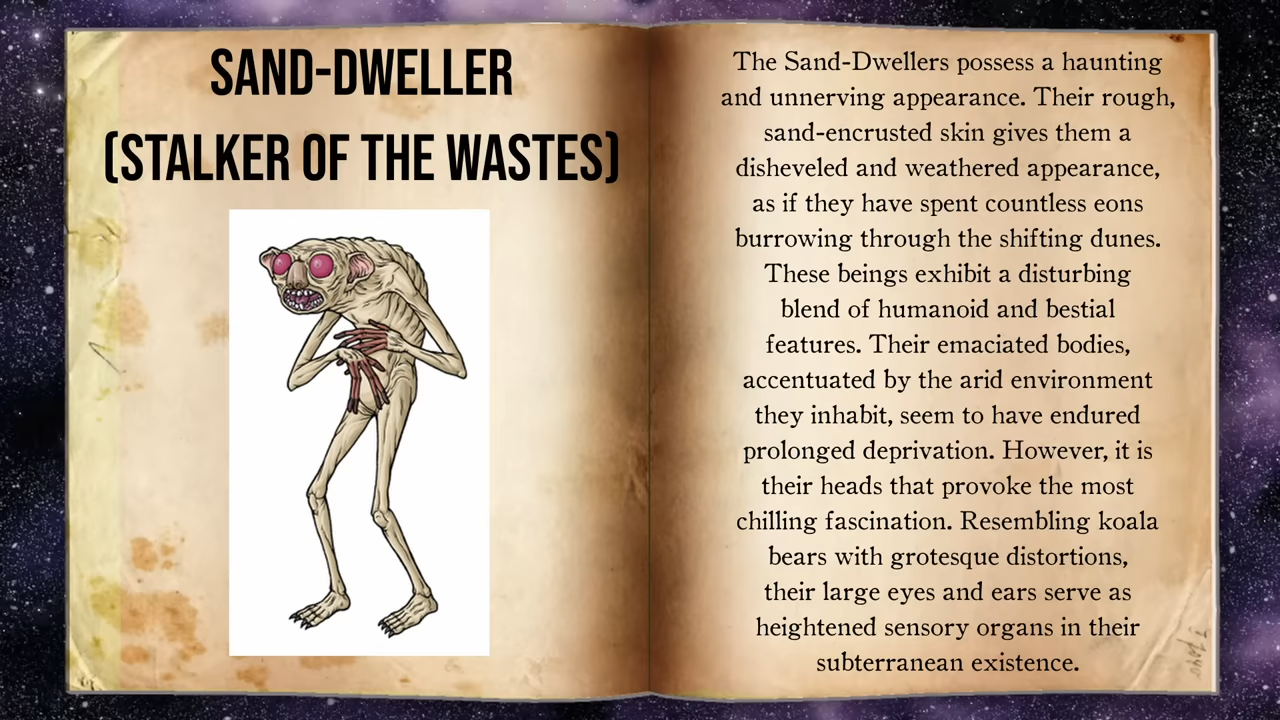 SAND-DWELLER
(STALKER OF THE WASTES)
The Sand-Dwellers possess a haunting
and unnerving appearance. Their rough,
sand-encrusted skin gives them a
disheveled and weathered appearance,
as if they have spent countless eons
burrowing through the shifting dunes.
These beings exhibit a disturbing
blend of humanoid and bestial
features. Their emaciated bodies,
accentuated by the arid environment
they inhabit, seem to have endured
prolonged deprivation. However, it is
their heads that provoke the most
chilling fascination. Resembling koala
bears with grotesque distortions,
their large eyes and ears serve as
heightened sensory organs in their
subterranean existence.